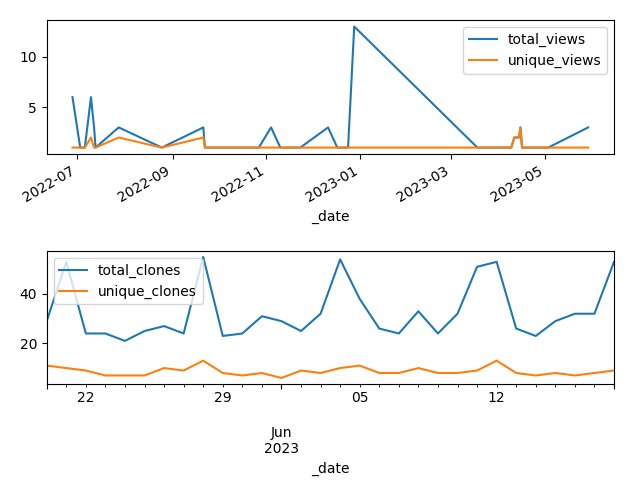 10
5
total_views
unique_views
2022-07
2022-09
2022-11
2023-01
2023-03
2023-05
_date
40
20
total_clones
unique_clones
22
29
05
12
Jun
2023
_date